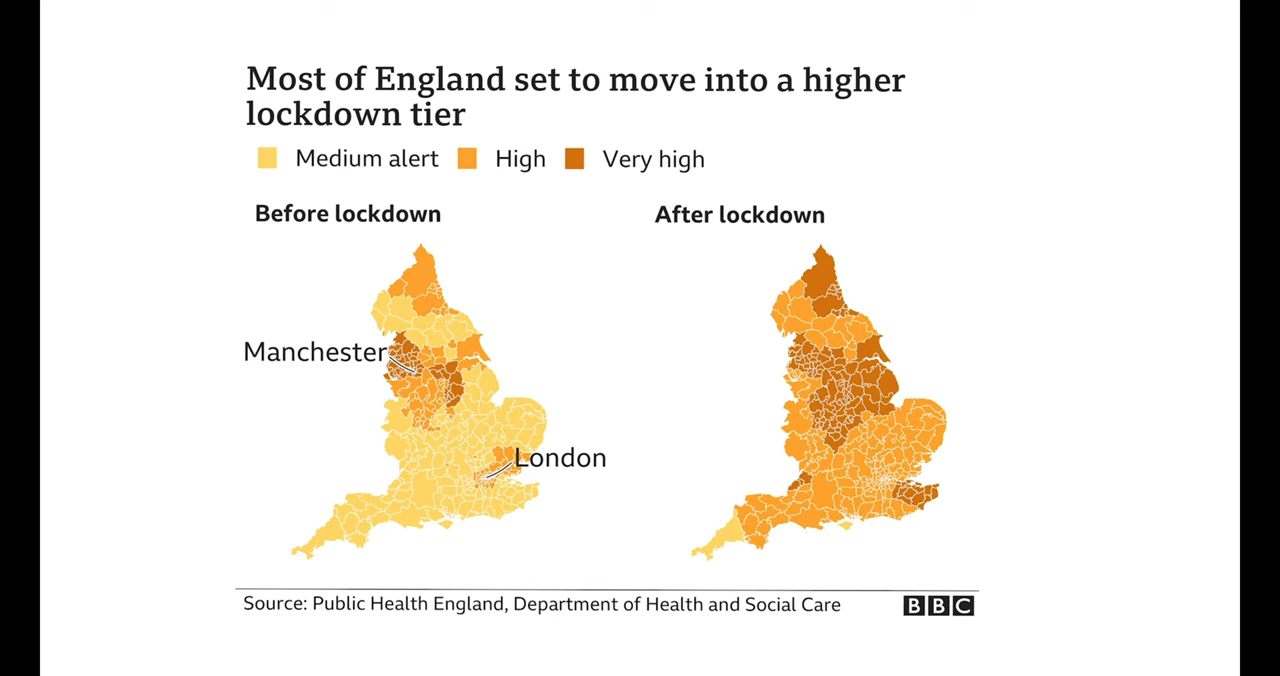 Most of England set to move into a higher
lockdown tier
Medium alert High Very high
Before lockdown After lockdown
Manchester
London
Source: Public Health England, Department of Health and Social Care BBC